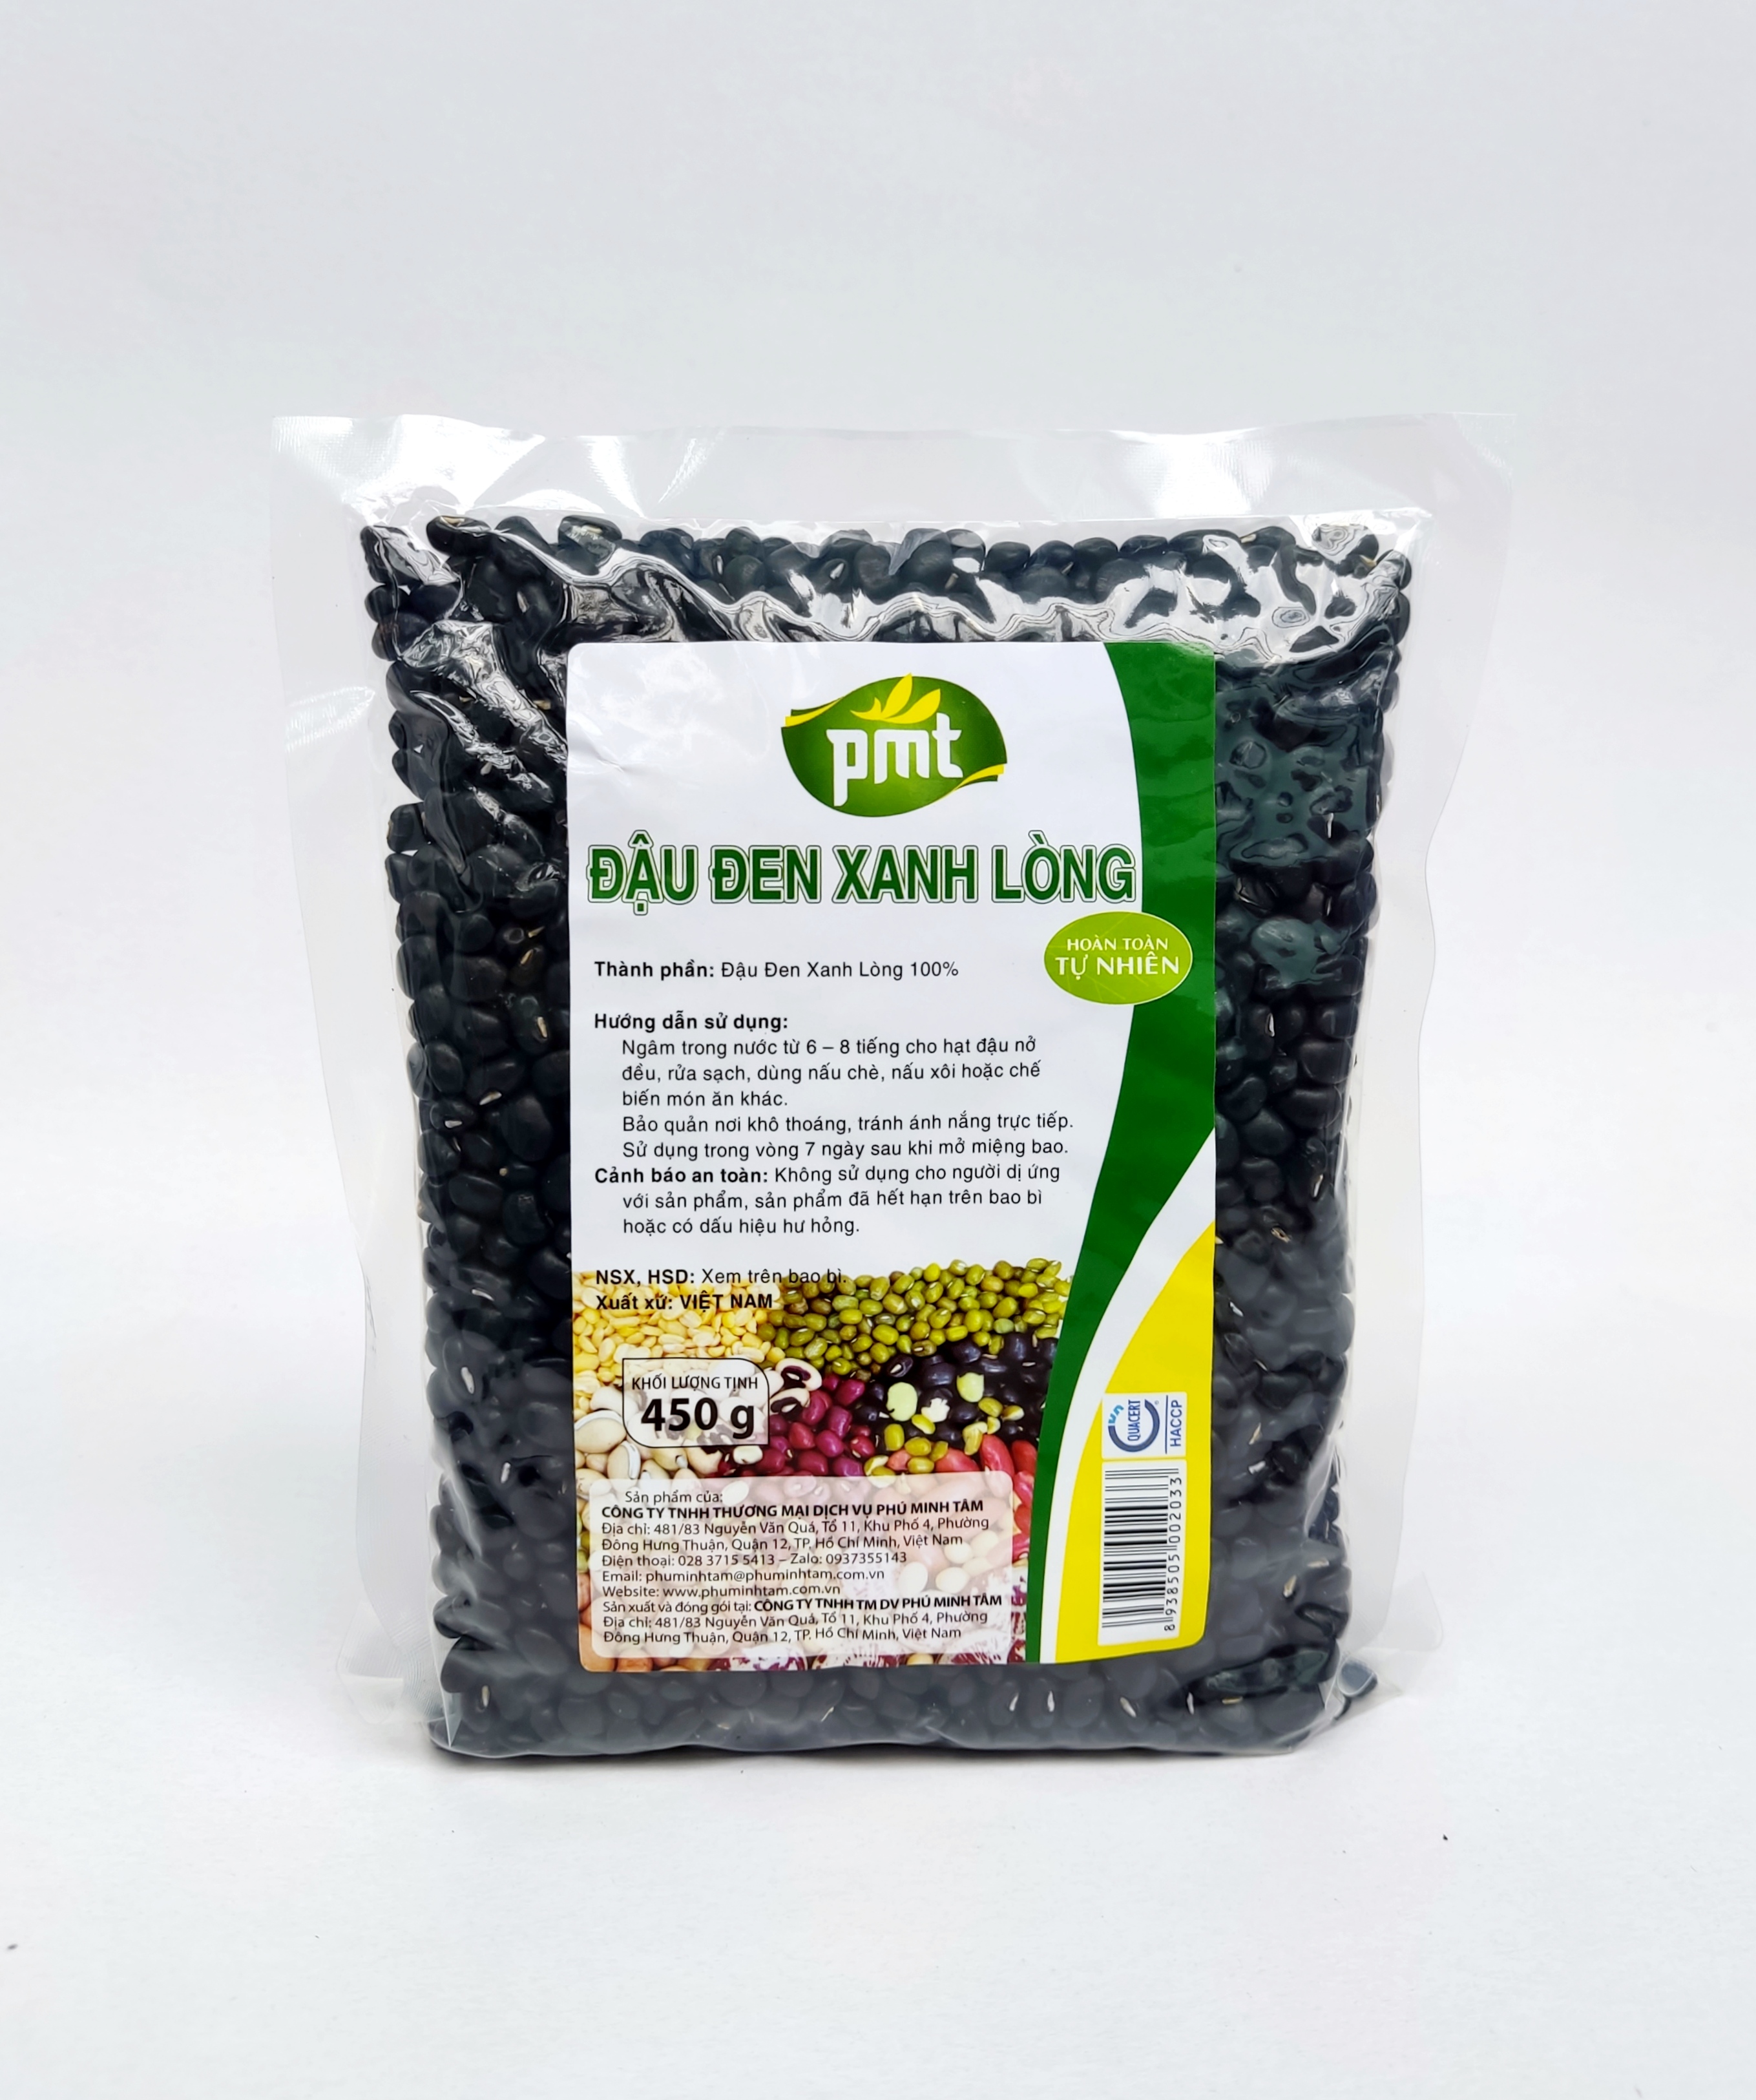 pmt
ĐẬU ĐEN XANH LÒNG
HOÀN TOÀN
TỰ NHIÊN
Thành phần: Đậu Đen Xanh Lòng 100%
Hướng dẫn sử dụng:
Ngâm trong nước từ 6 – 8 tiếng cho hạt đậu nở
đều, rửa sạch, dùng nấu chè, nấu xôi hoặc chế
biến món ăn khác.
Bảo quản nơi khô thoáng, tránh ánh nắng trực tiếp.
Sử dụng trong vòng 7 ngày sau khi mở miệng bao.
Cảnh báo an toàn: Không sử dụng cho người dị ứng
với sản phẩm, sản phẩm đã hết hạn trên bao bì
hoặc có dấu hiệu hư hỏng.
NSX, HSD: Xem trên bao bì.
Xuất xứ: VIỆT NAM
KHỐI LƯỢNG TỊNH
450 g
Sản phẩm của:
CÔNG TY TNHH THƯƠNG MẠI DỊCH VỤ PHÚ MINH TÂM
Địa chỉ: 481/83 Nguyễn Văn Quá, Tổ 11, Khu Phố 4, Phường
Đông Hưng Thuận, Quận 12, TP. Hồ Chí Minh, Việt Nam
Điện thoại: 028 3715 5413 – Zalo: 0937355143
Email: phuminhtam@phuminhtam.com.vn
Website: www.phuminhtam.com.vn
Sản xuất và đóng gói tại: CÔNG TY TNHH TM DV PHÚ MINH TÂM
Địa chỉ: 481/83 Nguyễn Văn Quá, Tổ 11, Khu Phố 4, Phường
Đông Hưng Thuận, Quận 12, TP. Hồ Chí Minh, Việt Nam
QUACERT
HACCP
8 938505 002033